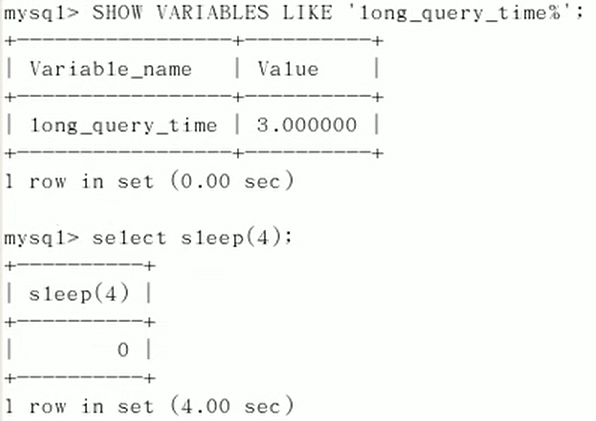 mysql> SHOW VARIABLES LIKE 'long_query_time%';
+-----------------+----------+
| Variable_name   | Value    |
+-----------------+----------+
| long_query_time | 3.000000 |
+-----------------+----------+
1 row in set (0.00 sec)
mysql> select sleep(4);
+----------+
| sleep(4) |
+----------+
|        0 |
+----------+
1 row in set (4.00 sec)